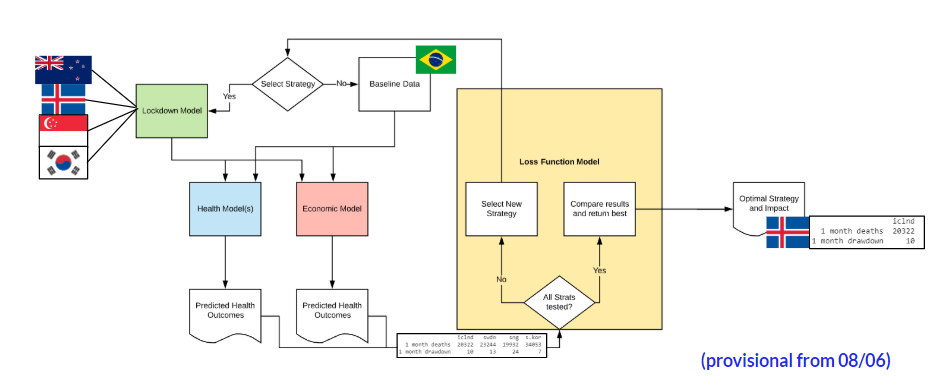 Select Strategy
No
Baseline Data
Yes
Lockdown Model
Loss Function Model
Health Model(s)
Economic Model
Select New
Strategy
Compare results
and return best
Optimal Strategy
and Impact
iclnd
1 month deaths 20322
1 month drawdown 10
No
Yes
All Strats
tested?
Predicted Health
Outcomes
Predicted Health
Outcomes
iclnd swdn sng s.kor
1 month deaths 20322 23244 19932 34053
1 month drawdown 10 13 24 7
(provisional from 08/06)